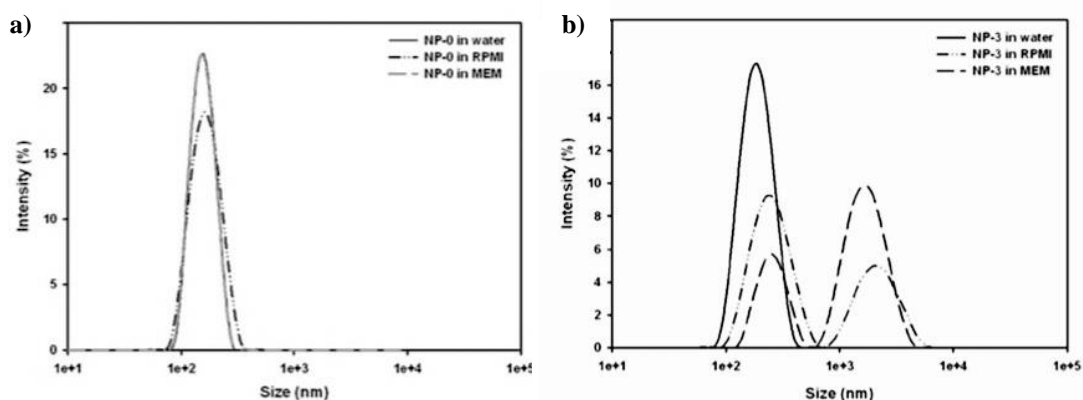 a)
NP-0 in water
NP-0 in RPMI
NP-0 in MEM
20
15
10
5
0
Intensity (%)
1e+1 1e+2 1e+3 1e+4 1e+5
Size (nm)
b)
NP-3 in water
NP-3 in RPMI
NP-3 in MEM
16
14
12
10
8
6
4
2
0
Intensity (%)
1e+1 1e+2 1e+3 1e+4 1e+5
Size (nm)